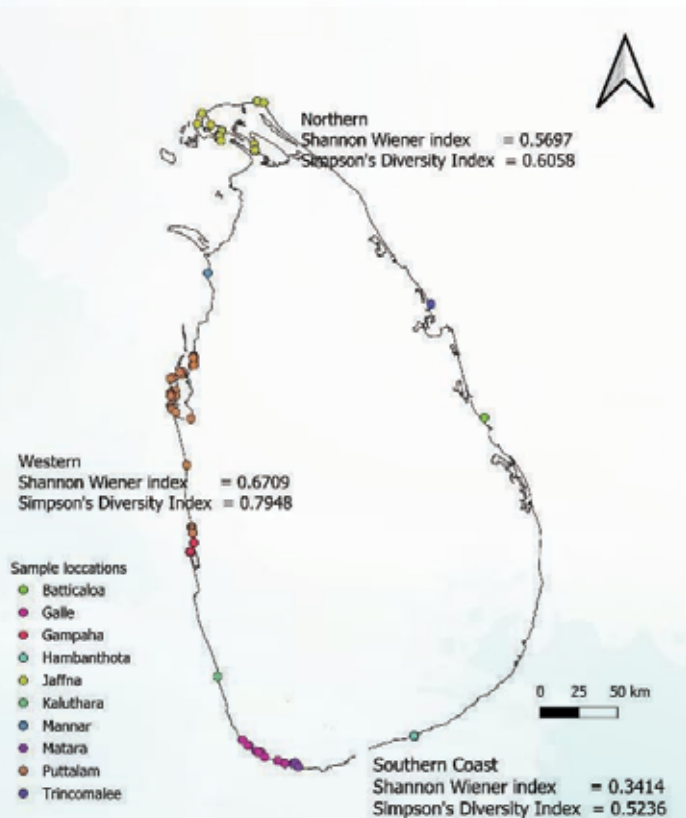 Northern
Shannon Wiener index = 0.5697
Simpson's Diversity Index = 0.6058
Western
Shannon Wiener index = 0.6709
Simpson's Diversity Index = 0.7948
Sample loccations
Batticaloa
Galle
Gampaha
Hambanthota
Jaffna
Kaluthara
Mannar
Matara
Puttalam
Trincomalee
0 25 50 km
Southern Coast
Shannon Wiener index = 0.3414
Simpson's Diversity Index = 0.5236